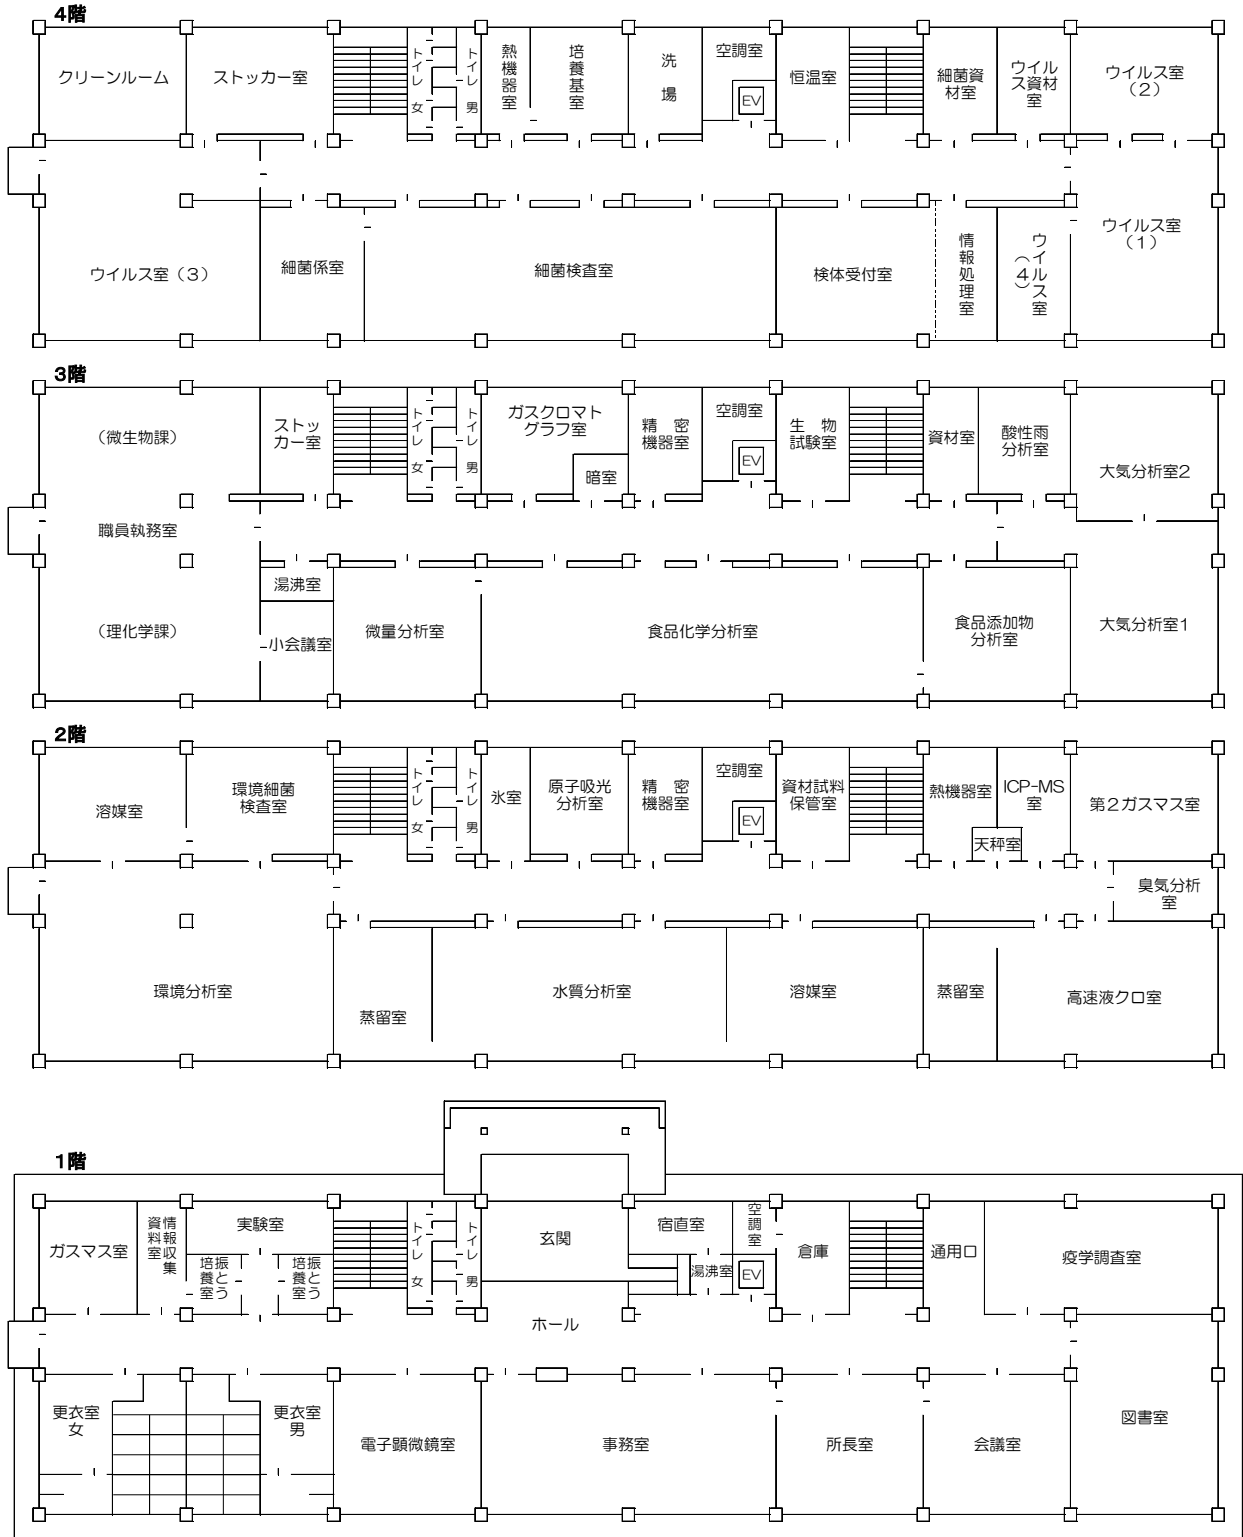 4階
クリーンルーム
ストッカー室
トイレ 女
トイレ 男
熱機器室
培養基室
洗場
空調室
EV
恒温室
細菌資
材室
ウイル
ス資材
室
ウイルス室
(2)
ウイルス室(3)
細菌係室
細菌検査室
検体受付室
情報処理室
ウイルス室(4)
ウイルス室
(1)
3階
(微生物課)
職員執務室
(理化学課)
ストッ
カー室
トイレ 女
トイレ 男
ガスクロマト
グラフ室
暗室
精 密
機器室
空調室
EV
生 物
試験室
資材室
酸性雨
分析室
大気分析室2
湯沸室
小会議室
微量分析室
食品化学分析室
食品添加物
分析室
大気分析室1
2階
溶媒室
環境細菌
検査室
トイレ 女
トイレ 男
氷室
原子吸光
分析室
精 密
機器室
空調室
EV
資材試料
保管室
熱機器室
ICP-MS
室
天秤室
第2ガスマス室
臭気分析
室
環境分析室
蒸留室
水質分析室
溶媒室
蒸留室
高速液クロ室
1階
ガスマス室
情報収集
資料室
実験室
振とう
培養室
振とう
培養室
トイレ 女
トイレ 男
玄関
ホール
宿直室
湯沸室
空調室
EV
倉庫
通用口
疫学調査室
更衣室
女
更衣室
男
電子顕微鏡室
事務室
所長室
会議室
図書室